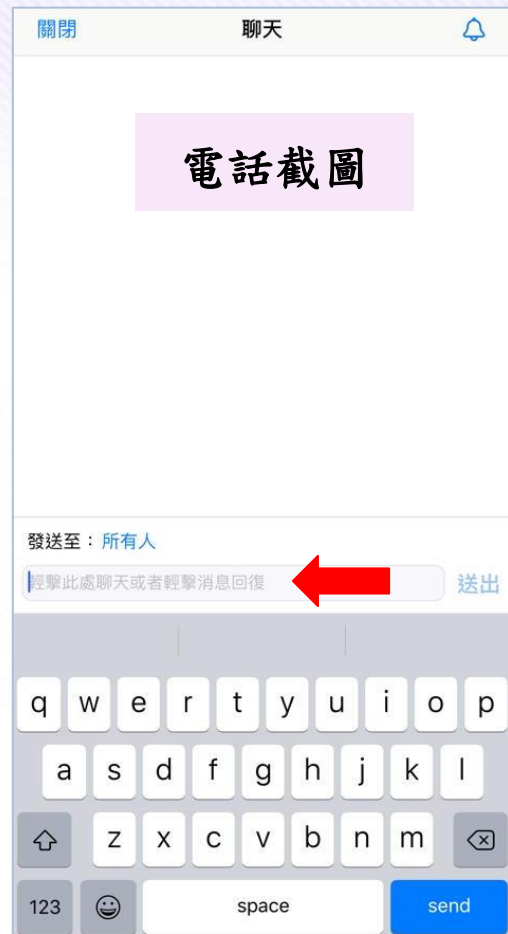 關閉 聊天
電話截圖
發送至：所有人
輕擊此處聊天或者輕擊消息回復 送出
q w e r t y u i o p
a s d f g h j k l
z x c v b n m
123 space send